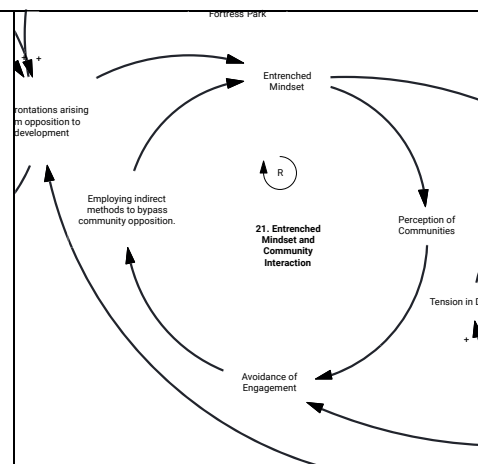 Fortress Park
+ +
rontations arising
m opposition to
development
Entrenched
Mindset
R
Employing indirect
methods to bypass
community opposition.
21. Entrenched
Mindset and
Community
Interaction
Perception of
Communities
Tension in D
+
Avoidance of
Engagement